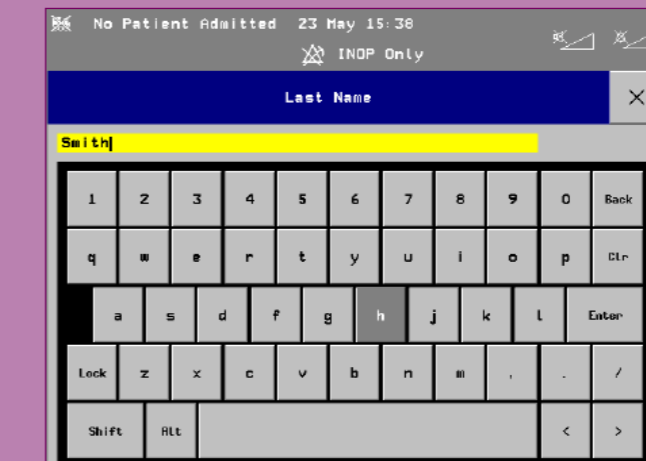 No Patient Admitted 23 May 15:38
INOP Only
Last Name
Smith
1 2 3 4 5 6 7 8 9 0 Back
q w e r t y u i o p Clr
a s d f g h j k l Enter
Lock z x c v b n m , . /
Shift Alt < >